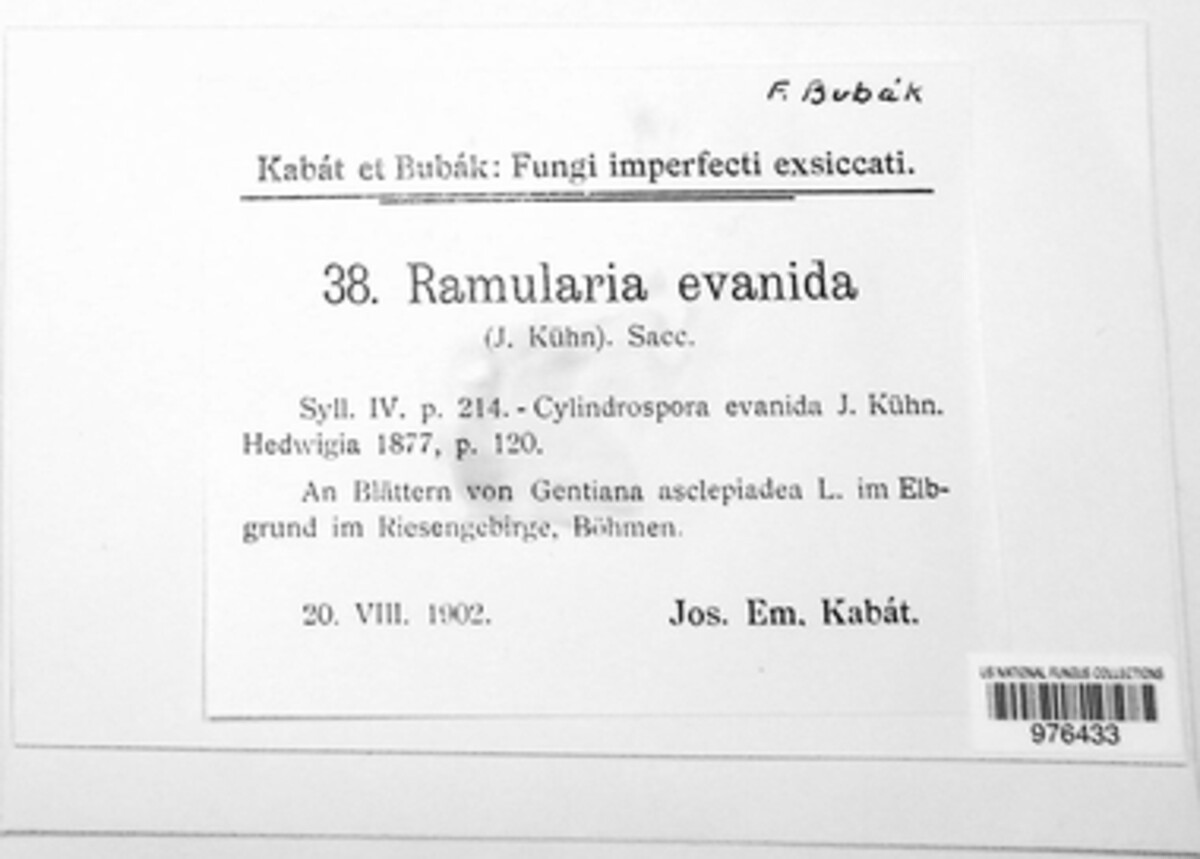 F. Bubák
Kabát et Bubák: Fungi imperfecti exsiccati.
38. Ramularia evanida
(J. Kühn). Sacc.
Syll. IV. p. 214. - Cylindrospora evanida J. Kühn.
Hedwigia 1877, p. 120.
An Blättern von Gentiana asclepiadea L. im Elb-
grund im Riesengebirge, Böhmen.
20. VIII. 1902. Jos. Em. Kabát.
US NATIONAL FUNGUS COLLECTIONS
976433